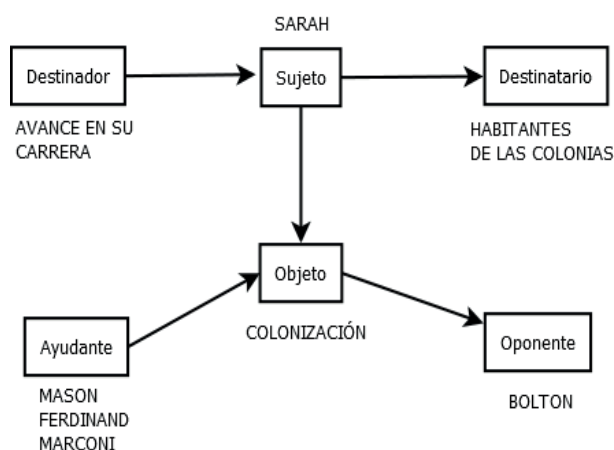 SARAH
Destinador
Sujeto
Destinatario
AVANCE EN SU
CARRERA
HABITANTES
DE LAS COLONIAS
Objeto
COLONIZACIÓN
Ayudante
Oponente
MASON
FERDINAND
MARCONI
BOLTON